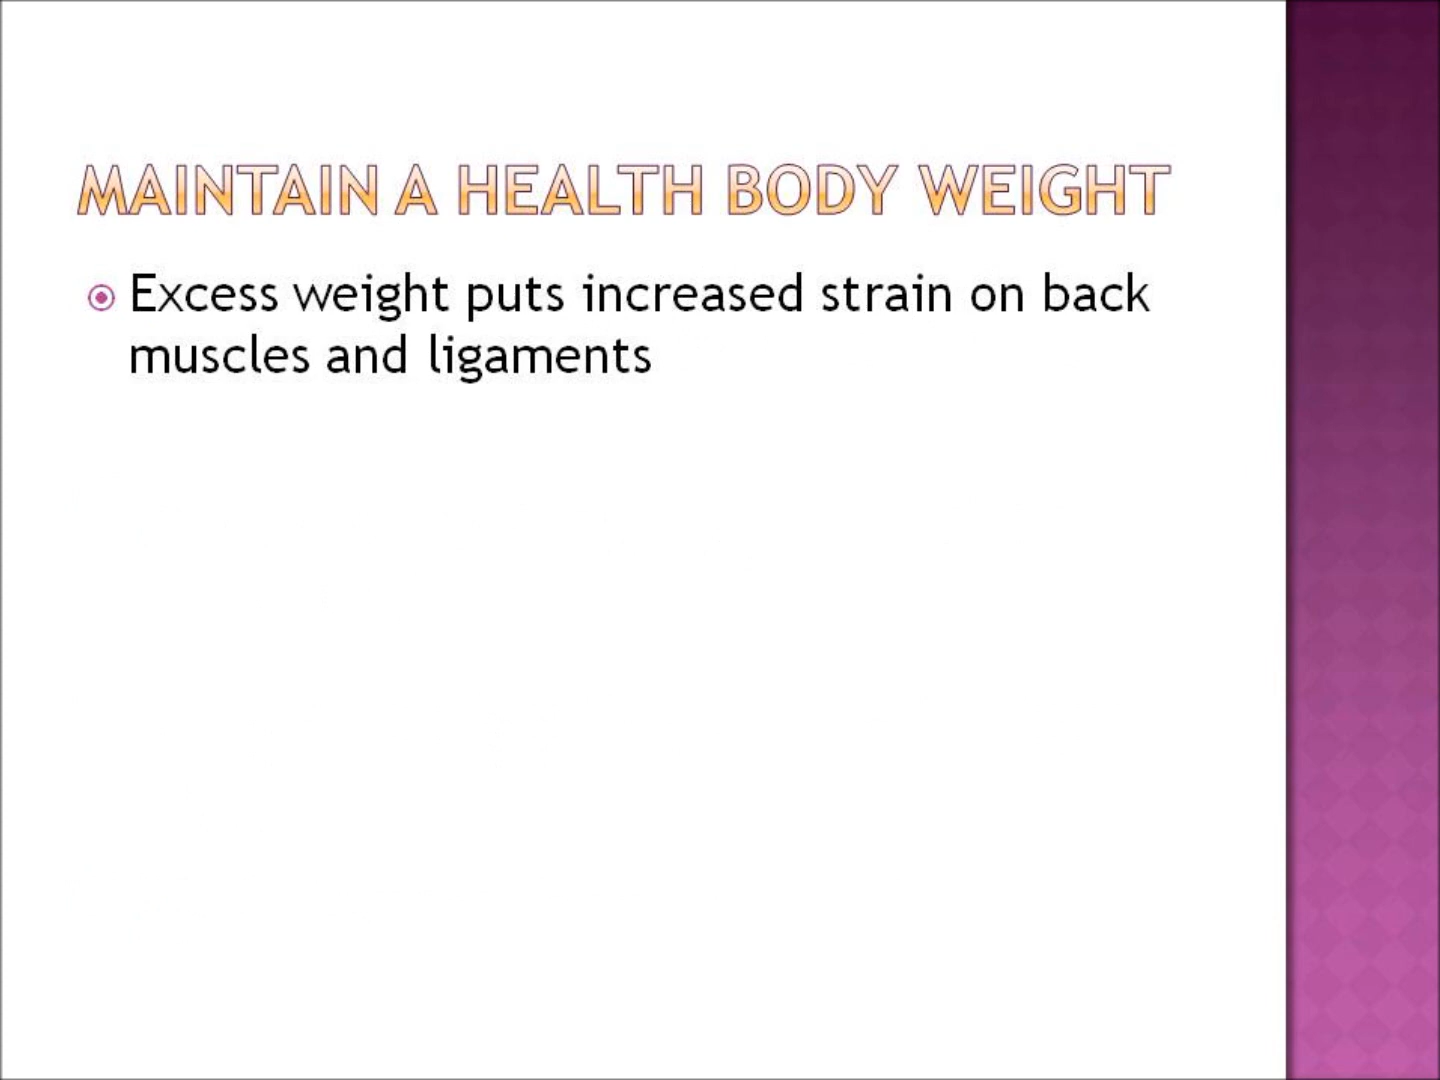 MAINTAIN A HEALTH BODY WEIGHT
Excess weight puts increased strain on back
muscles and ligaments